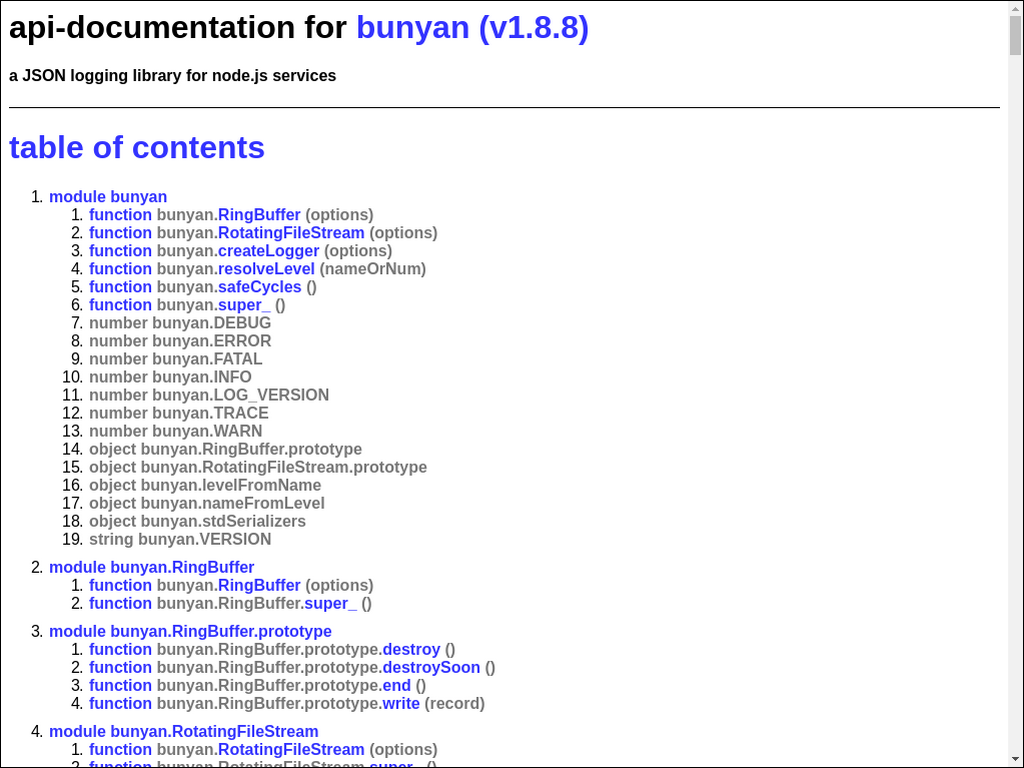 api-documentation for bunyan (v1.8.8)
a JSON logging library for node.js services
table of contents
1. module bunyan
1. function bunyan.RingBuffer (options)
2. function bunyan.RotatingFileStream (options)
3. function bunyan.createLogger (options)
4. function bunyan.resolveLevel (nameOrNum)
5. function bunyan.safeCycles ()
6. function bunyan.super_ ()
7. number bunyan.DEBUG
8. number bunyan.ERROR
9. number bunyan.FATAL
10. number bunyan.INFO
11. number bunyan.LOG_VERSION
12. number bunyan.TRACE
13. number bunyan.WARN
14. object bunyan.RingBuffer.prototype
15. object bunyan.RotatingFileStream.prototype
16. object bunyan.levelFromName
17. object bunyan.nameFromLevel
18. object bunyan.stdSerializers
19. string bunyan.VERSION
2. module bunyan.RingBuffer
1. function bunyan.RingBuffer (options)
2. function bunyan.RingBuffer.super_ ()
3. module bunyan.RingBuffer.prototype
1. function bunyan.RingBuffer.prototype.destroy ()
2. function bunyan.RingBuffer.prototype.destroySoon ()
3. function bunyan.RingBuffer.prototype.end ()
4. function bunyan.RingBuffer.prototype.write (record)
4. module bunyan.RotatingFileStream
1. function bunyan.RotatingFileStream (options)
2. function bunyan.RotatingFileStream.super_ ()